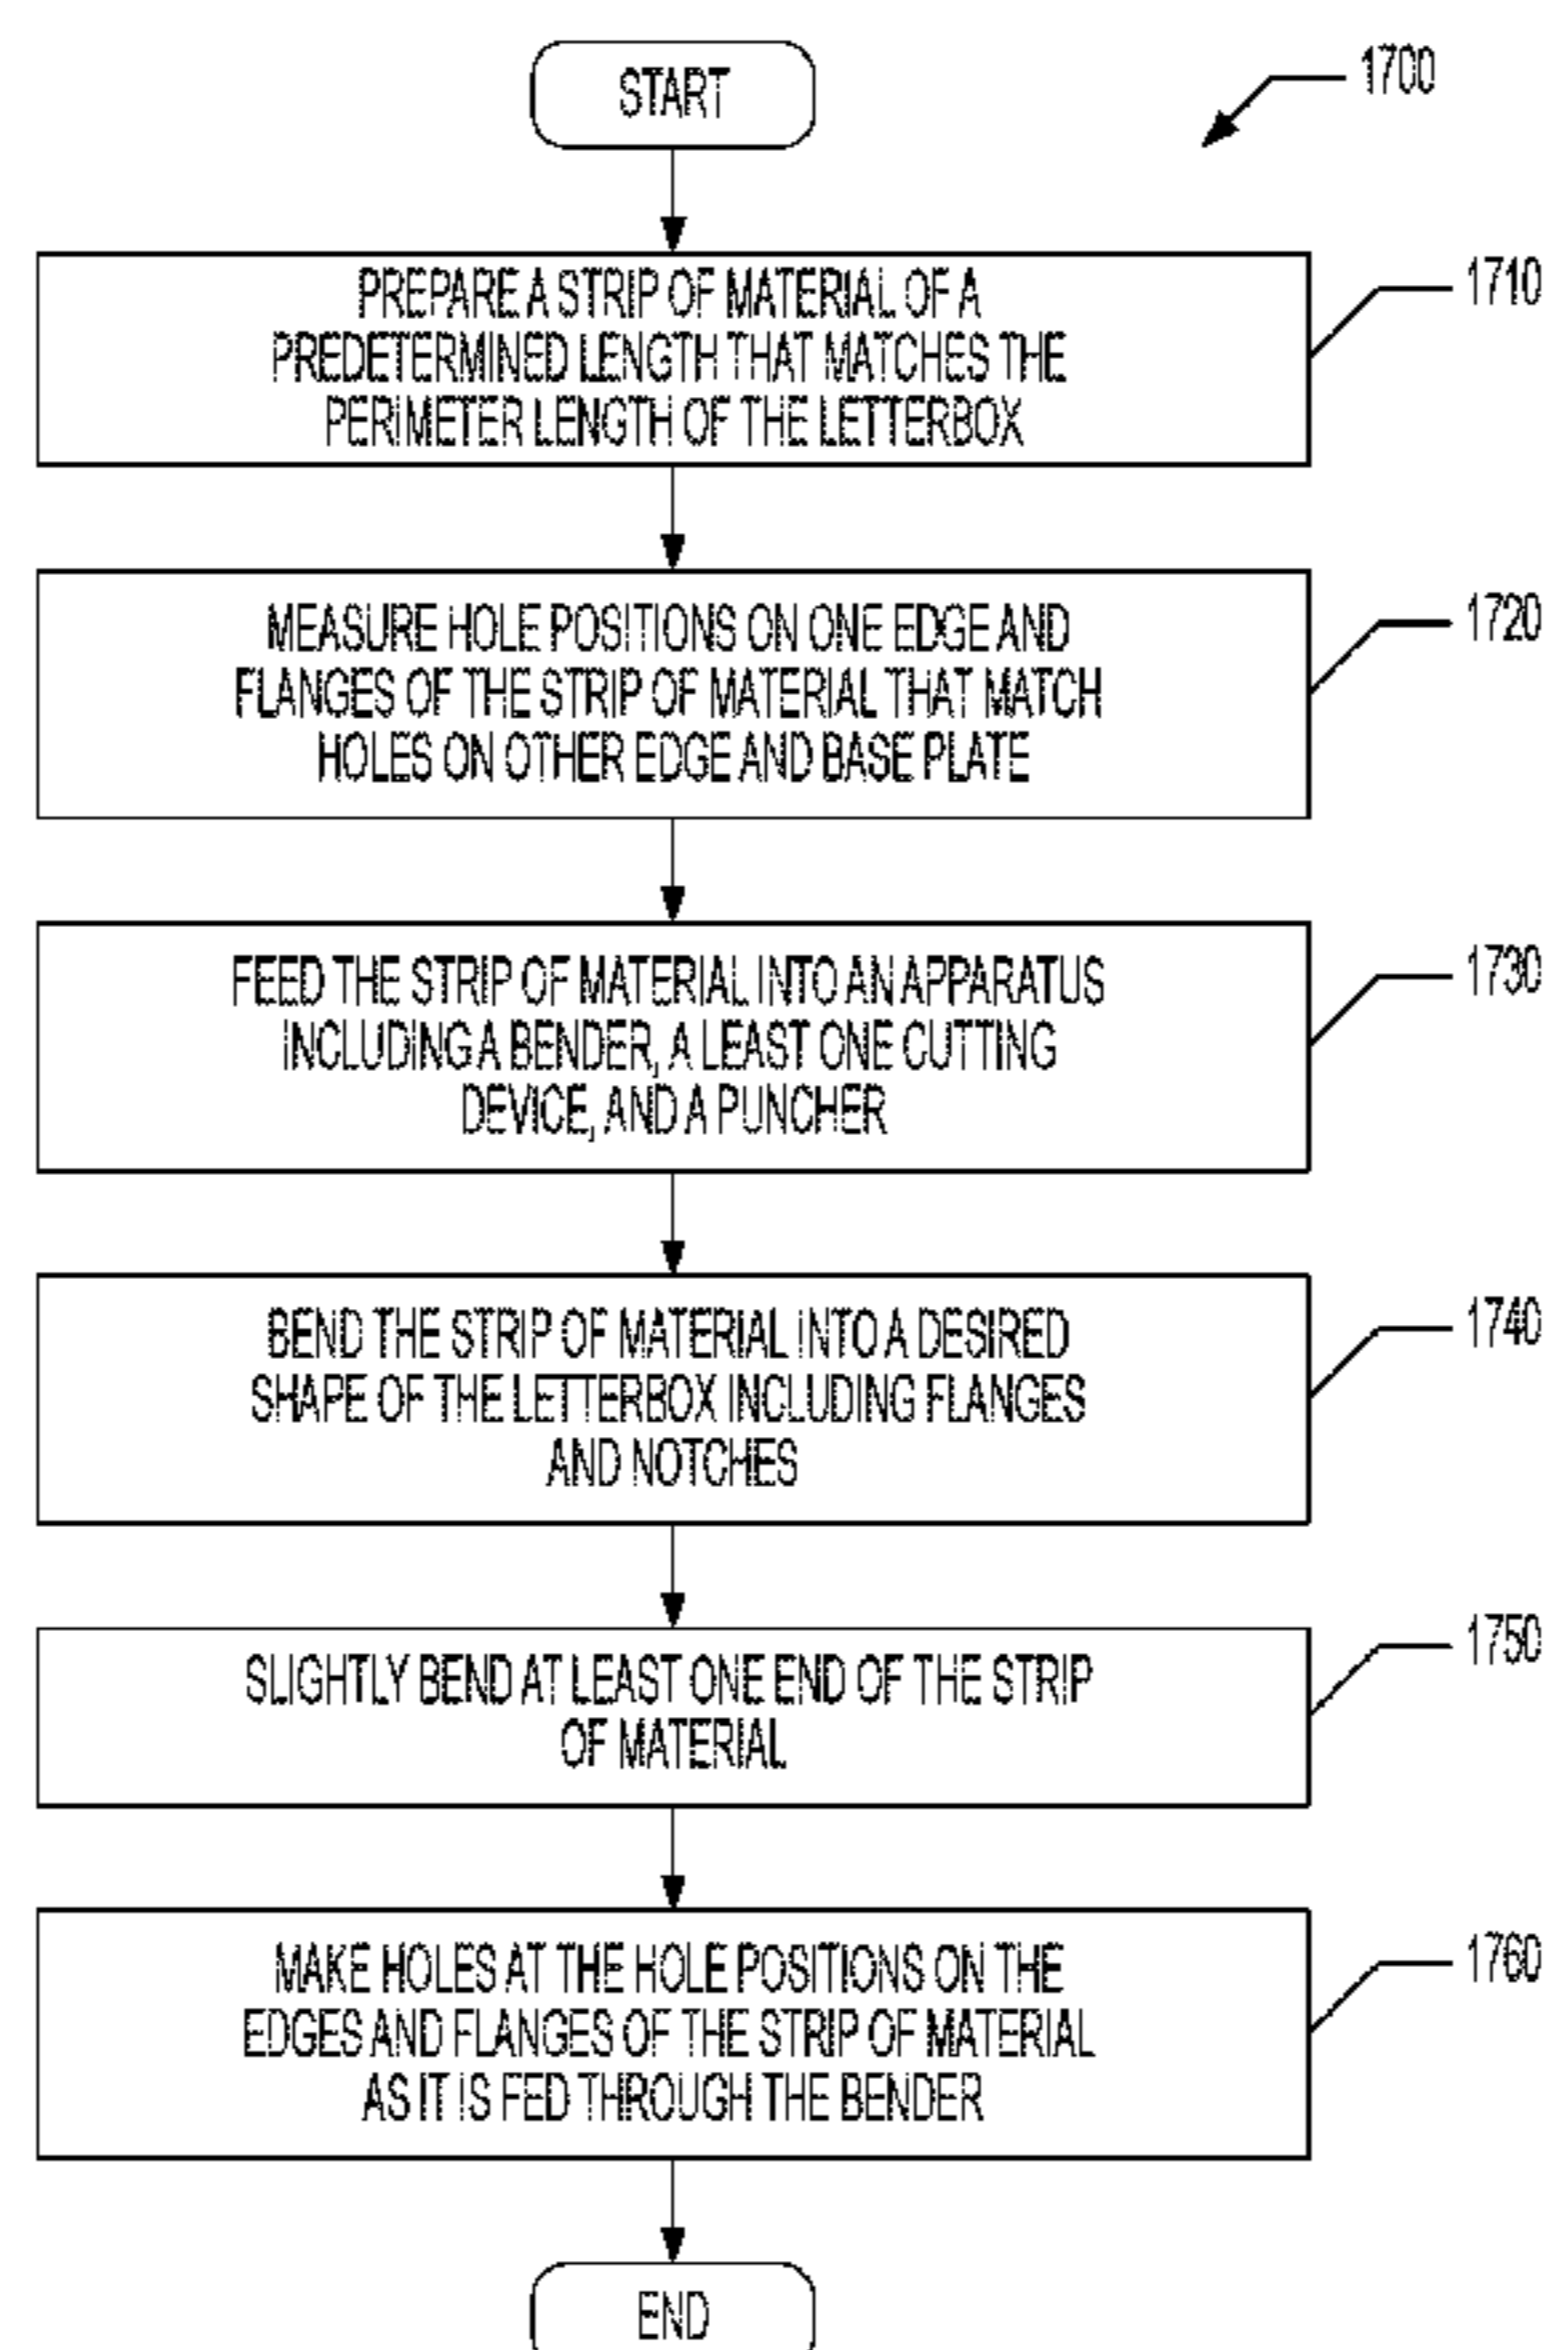 START
1700
PREPARE A STRIP OF MATERIAL OF A
PREDETERMINED LENGTH THAT MATCHES THE
PERIMETER LENGTH OF THE LETTERBOX
1710
MEASURE HOLE POSITIONS ON ONE EDGE AND
FLANGES OF THE STRIP OF MATERIAL THAT MATCH
HOLES ON OTHER EDGE AND BASE PLATE
1720
FEED THE STRIP OF MATERIAL INTO AN APPARATUS
INCLUDING A BENDER, A LEAST ONE CUTTING
DEVICE, AND A PUNCHER
1730
BEND THE STRIP OF MATERIAL INTO A DESIRED
SHAPE OF THE LETTERBOX INCLUDING FLANGES
AND NOTCHES
1740
SLIGHTLY BEND AT LEAST ONE END OF THE STRIP
OF MATERIAL
1750
MAKE HOLES AT THE HOLE POSITIONS ON THE
EDGES AND FLANGES OF THE STRIP OF MATERIAL
AS IT IS FED THROUGH THE BENDER
1760
END